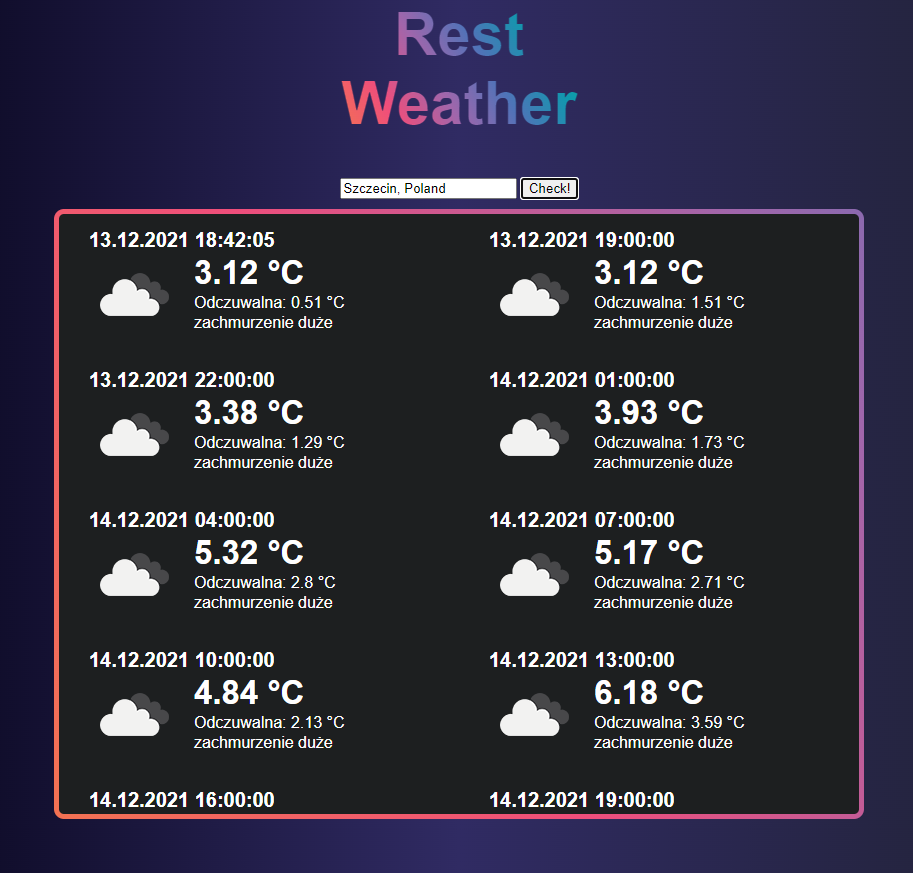 Rest
Weather
Szczecin, Poland Check!
13.12.2021 18:42:05
3.12 °C
Odczuwalna: 0.51 °C
zachmurzenie duże
13.12.2021 19:00:00
3.12 °C
Odczuwalna: 1.51 °C
zachmurzenie duże
13.12.2021 22:00:00
3.38 °C
Odczuwalna: 1.29 °C
zachmurzenie duże
14.12.2021 01:00:00
3.93 °C
Odczuwalna: 1.73 °C
zachmurzenie duże
14.12.2021 04:00:00
5.32 °C
Odczuwalna: 2.8 °C
zachmurzenie duże
14.12.2021 07:00:00
5.17 °C
Odczuwalna: 2.71 °C
zachmurzenie duże
14.12.2021 10:00:00
4.84 °C
Odczuwalna: 2.13 °C
zachmurzenie duże
14.12.2021 13:00:00
6.18 °C
Odczuwalna: 3.59 °C
zachmurzenie duże
14.12.2021 16:00:00
14.12.2021 19:00:00